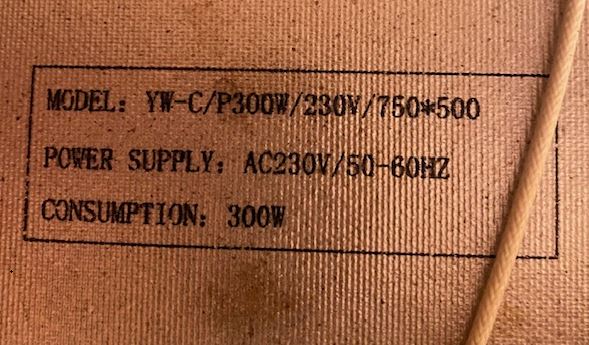 MODEL: YW-C/P300W/230V/750*500
POWER SUPPLY: AC230V/50-60HZ
CONSUMPTION: 300W